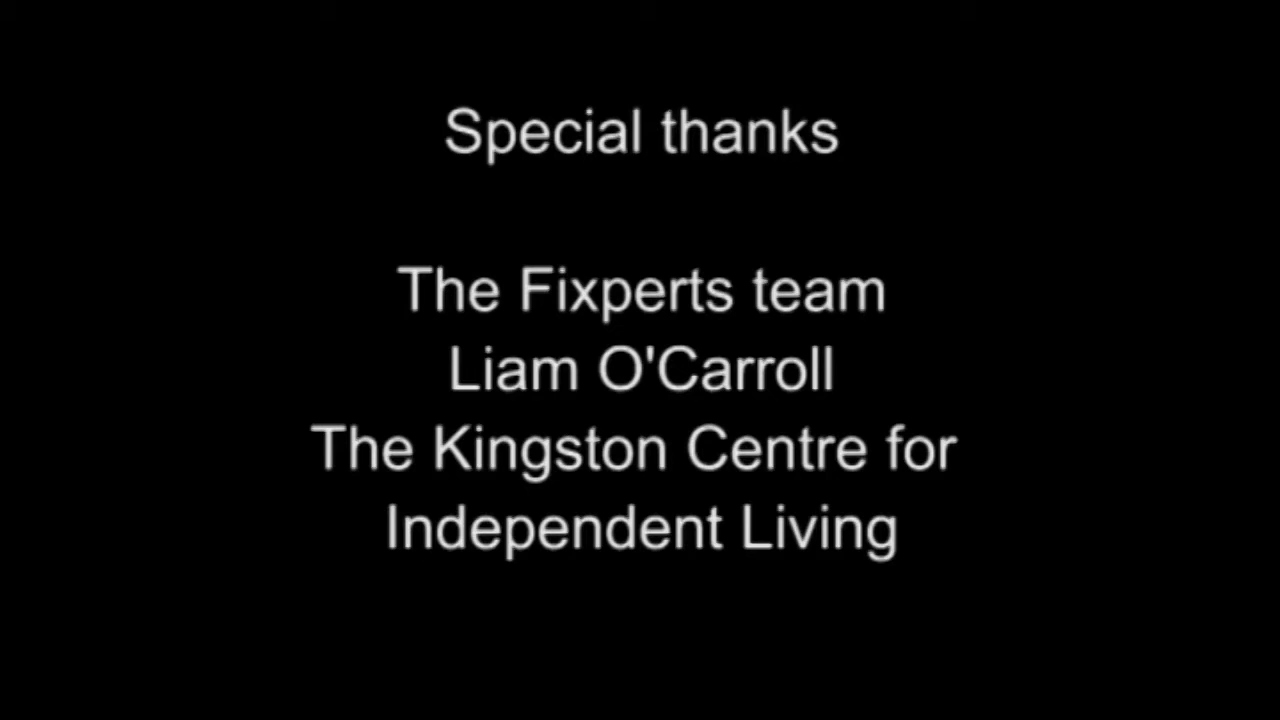 Special thanks
The Fixperts team
Liam O'Carroll
The Kingston Centre for
Independent Living